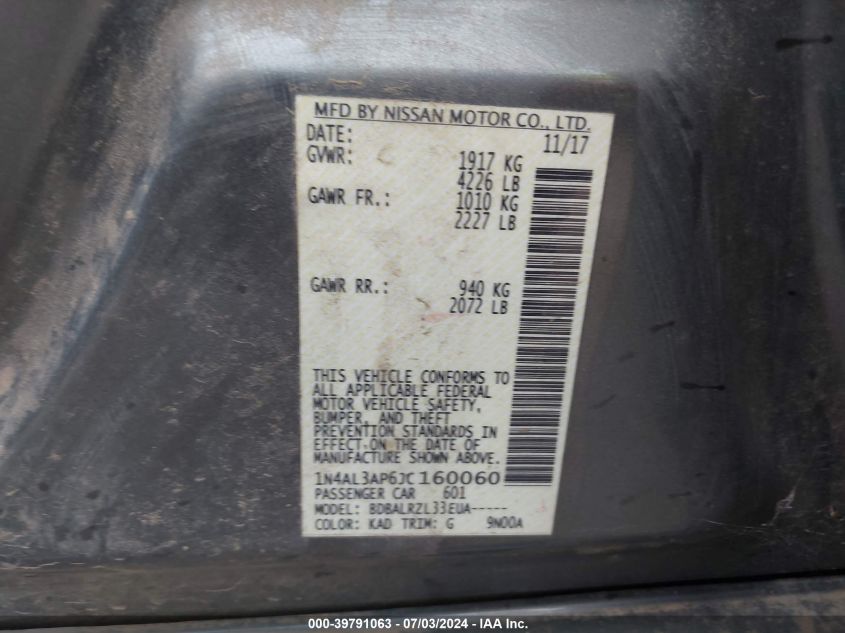 MFD BY NISSAN MOTOR CO., LTD.
DATE: 11/17
GVWR: 1917 KG
4226 LB
GAWR FR.: 1010 KG
2227 LB
GAWR RR.: 940 KG
2072 LB
THIS VEHICLE CONFORMS TO
ALL APPLICABLE FEDERAL
MOTOR VEHICLE SAFETY,
BUMPER, AND THEFT
PREVENTION STANDARDS IN
EFFECT ON THE DATE OF
MANUFACTURE SHOWN ABOVE.
1N4AL3AP6JC160060
PASSENGER CAR 601
MODEL: BDBALRZL33EUA-----
COLOR: KAD TRIM: G 9N00A
000-39791063 - 07/03/2024 - IAA Inc.